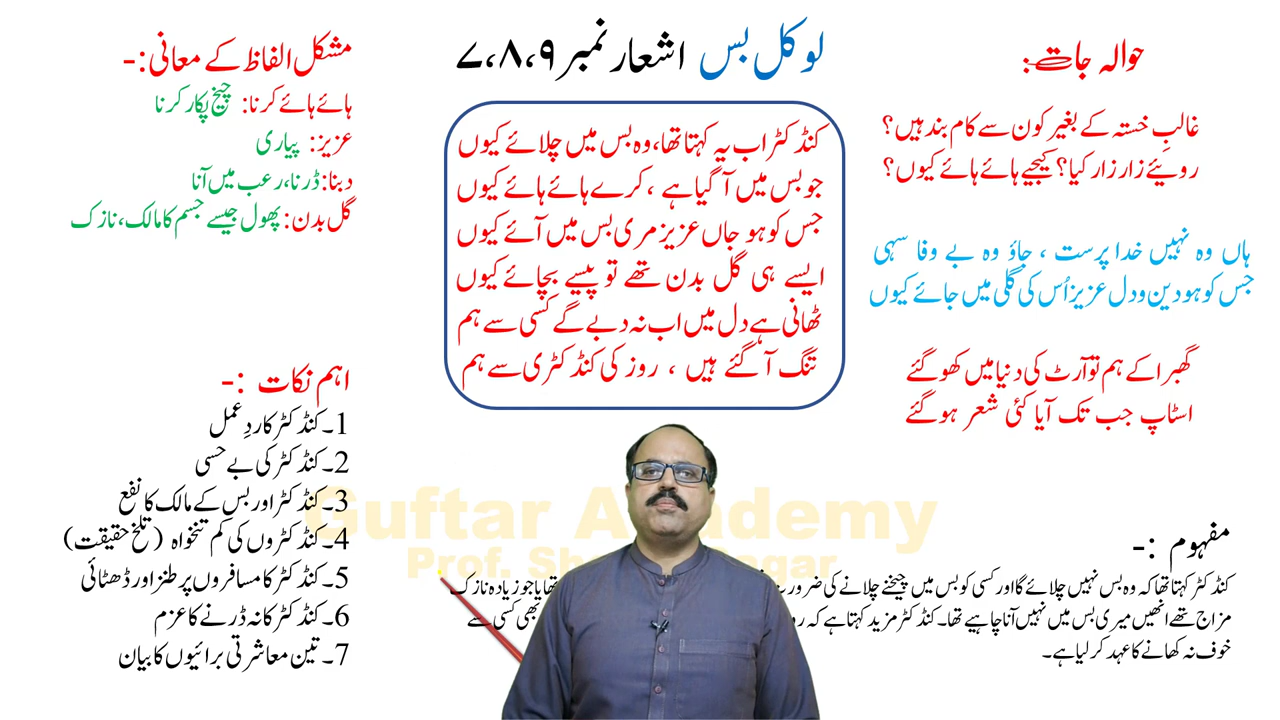 لوکل بس اشعار نمبر ۷،۸،۹
حوالہ جات:
غالبِ خستہ کے بغیر کون سے کام بند ہیں؟
روئیے زار زار کیا؟ کیجیے ہائے ہائے کیوں؟
ہاں وہ نہیں خدا پرست ، جاؤ وہ بے وفا سہی
جس کو ہو دین و دل عزیز اُس کی گلی میں جائے کیوں
گھبرا کے ہم تو آرٹ کی دنیا میں کھو گئے
اسٹاپ جب تک آیا کئی شعر ہو گئے
کنڈکٹر اب یہ کہتا تھا، وہ بس میں چلائے کیوں
جو بس میں آ گیا ہے ، کرے ہائے ہائے کیوں
جس کو ہو جاں عزیز مری بس میں آئے کیوں
ایسے ہی گل بدن تھے تو پیسے بچائے کیوں
ٹھانی ہے دل میں اب نہ دبے گے کسی سے ہم
تنگ آ گئے ہیں ، روز کی کنڈکٹری سے ہم
مشکل الفاظ کے معانی :-
ہائے ہائے کرنا: چیخ پکار کرنا
عزیز: پیاری
دبنا: ڈرنا، رعب میں آنا
گل بدن: پھول جیسے جسم کا مالک، نازک
اہم نکات :-
1۔ کنڈکٹر کا ردِ عمل
2۔ کنڈکٹر کی بے حسی
3۔ کنڈکٹر اور بس کے مالک کا نفع
4۔ کنڈکٹروں کی کم تنخواہ (تلخ حقیقت)
5۔ کنڈکٹر کا مسافروں پر طنز اور ڈھٹائی
6۔ کنڈکٹر کا نہ ڈرنے کا عزم
7۔ تین معاشرتی برائیوں کا بیان
Guftar Academy
Prof.
مفہوم :-
کنڈکٹر کہتا تھا کہ وہ بس نہیں چلائے گا اور کسی کو بس میں چیخنے چلانے کی تھا یا جو زیادہ نازک
مزاج تھے انھیں میری بس میں نہیں آنا چاہیے تھا۔ کنڈکٹر مزید کہتا ہے کہ بھی کسی سے
خوف نہ کھانے کا عہد کر لیا ہے۔